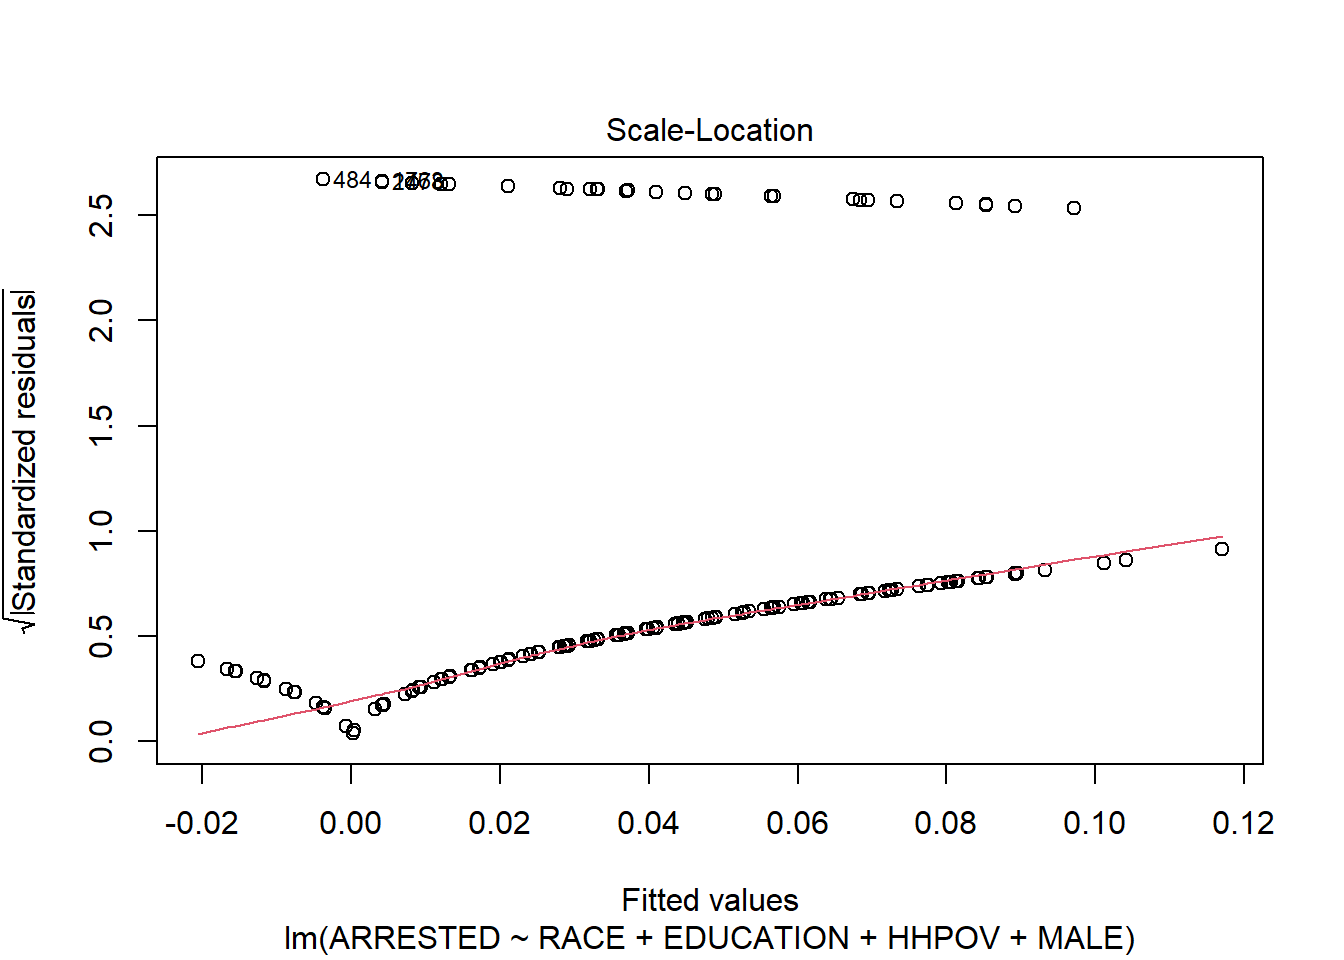 Scale-Location
√|Standardized residuals|
2.5
2.0
1.5
1.0
0.5
0.0
484
-0.02 0.00 0.02 0.04 0.06 0.08 0.10 0.12
Fitted values
lm(ARRESTED ~ RACE + EDUCATION + HHPOV + MALE)